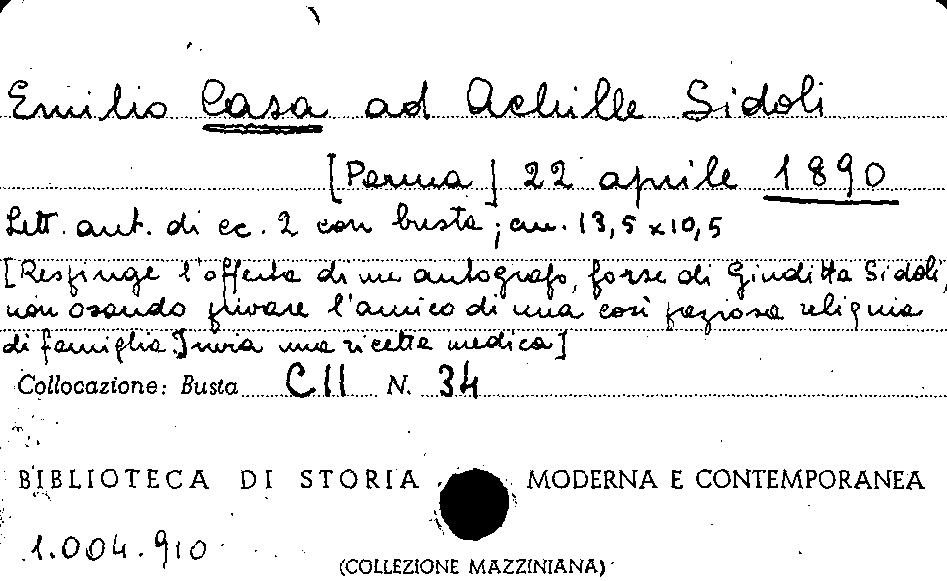 Emilio Casa ad Achille Sidoli
[Parma] 22 aprile 1890
Lett. aut. di cc. 2 con busta; cm. 13,5 x 10,5
[Respinge l'offerta di un autografo, forse di Giuditta Sidoli,
non osando privare l'amico di una così preziosa reliquia
di famiglia. Invia una ricetta medica]
Collocazione: Busta CII N. 34
BIBLIOTECA DI STORIA MODERNA E CONTEMPORANEA
1.004.910
(COLLEZIONE MAZZINIANA)